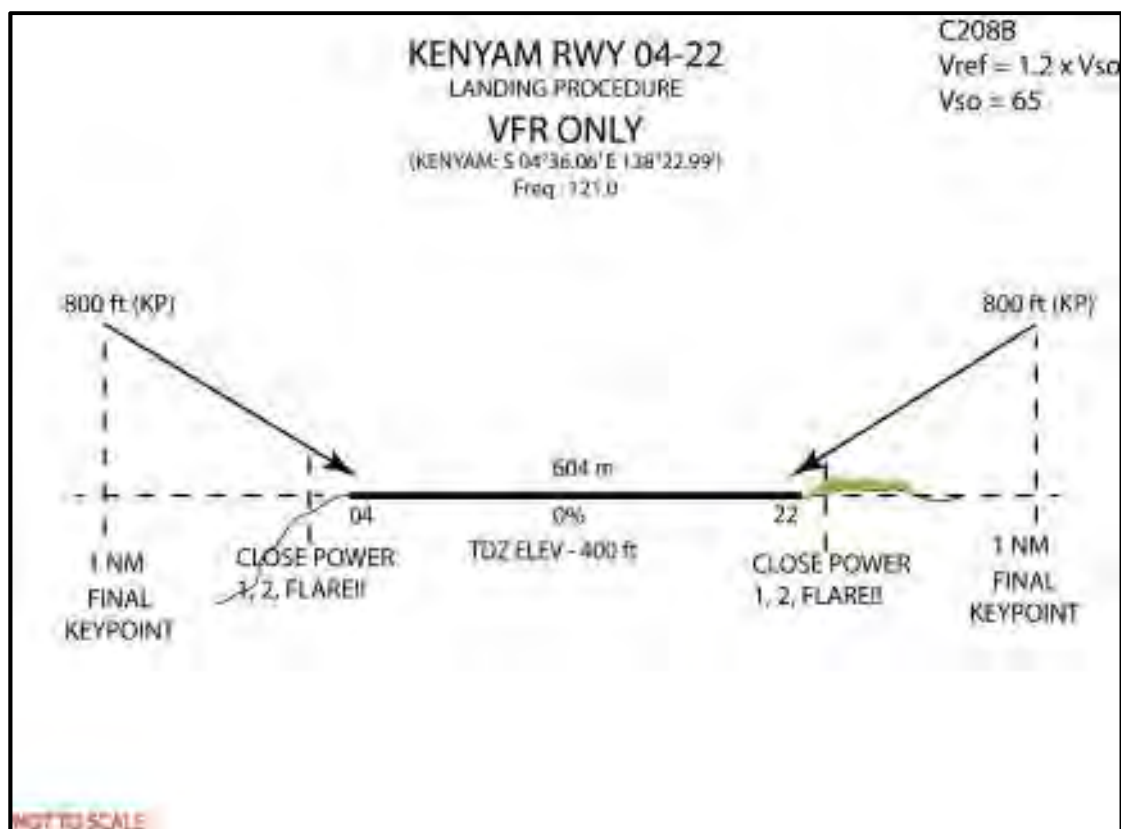 KENYAM RWY 04-22
LANDING PROCEDURE
VFR ONLY
(KENYAM: S 04°36.06' E 138°22.99')
Freq : 121.0
C208B
Vref = 1.2 x Vso
Vso = 65
800 ft (KP)
800 ft (KP)
604 m
04
0%
22
TDZ ELEV - 400 ft
1 NM
FINAL
KEYPOINT
CLOSE POWER
1, 2, FLARE!!
CLOSE POWER
1, 2, FLARE!!
1 NM
FINAL
KEYPOINT
NOT TO SCALE